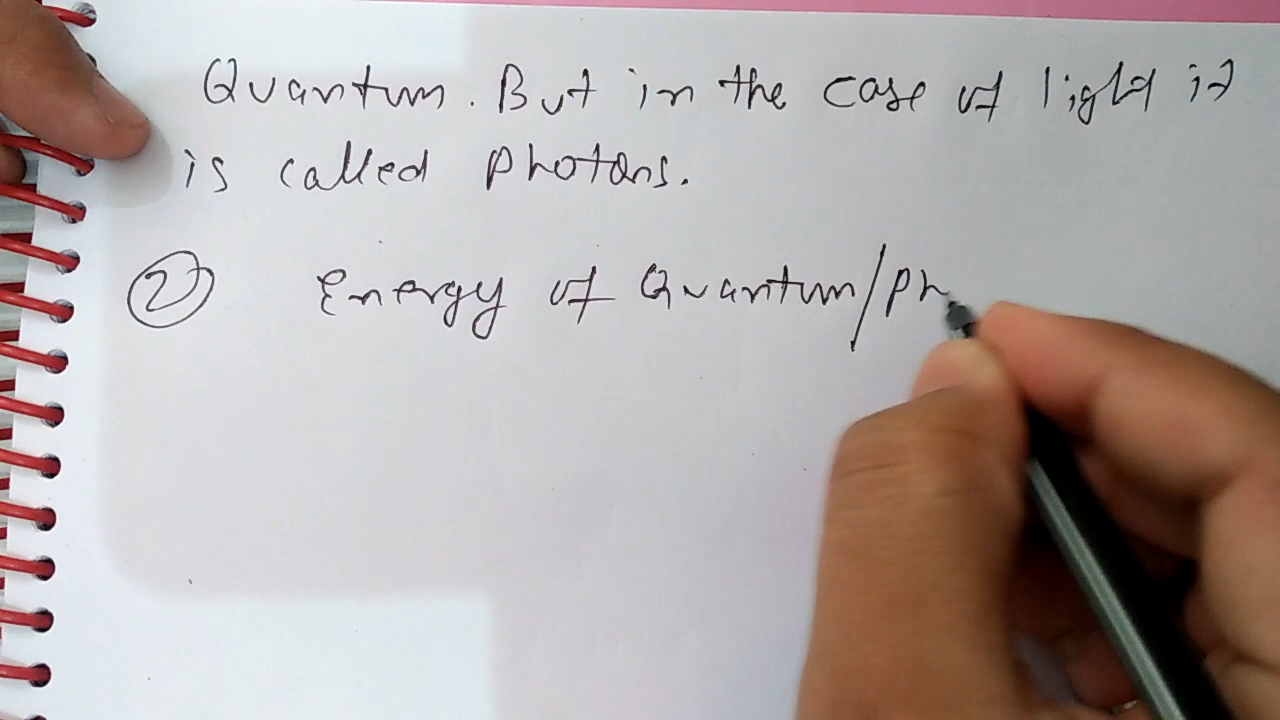 Quantum. But in the case of light it
is called photons.
② Energy of Quantum/Ph